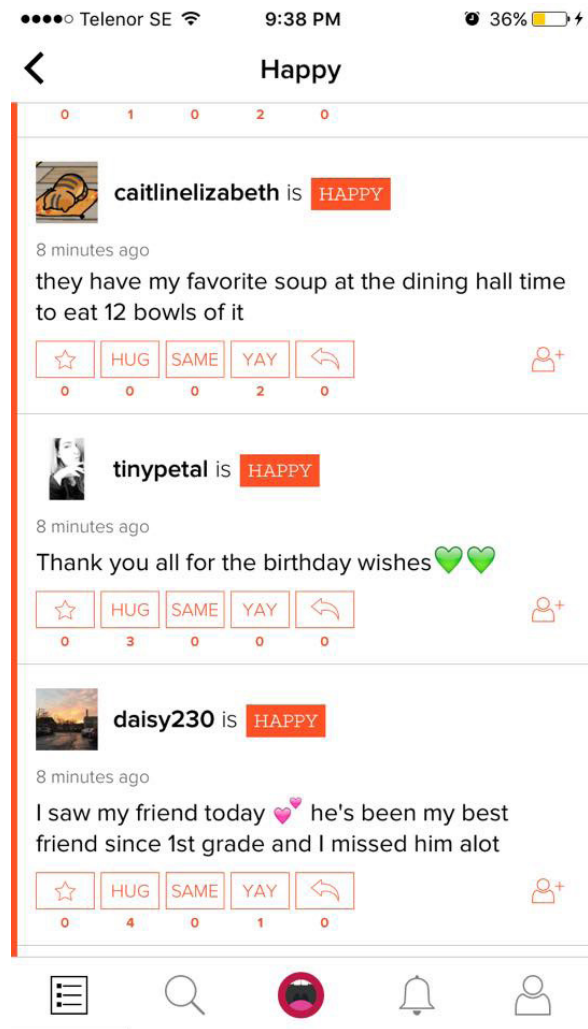 Telenor SE 9:38 PM 36%
Happy
0 1 0 2 0
caitlinelizabeth is HAPPY
8 minutes ago
they have my favorite soup at the dining hall time
to eat 12 bowls of it
HUG SAME YAY
0 0 0 2 0
tinypetal is HAPPY
8 minutes ago
Thank you all for the birthday wishes💚💚
HUG SAME YAY
0 3 0 0 0
daisy230 is HAPPY
8 minutes ago
I saw my friend today 💕 he's been my best
friend since 1st grade and I missed him alot
HUG SAME YAY
0 4 0 1 0